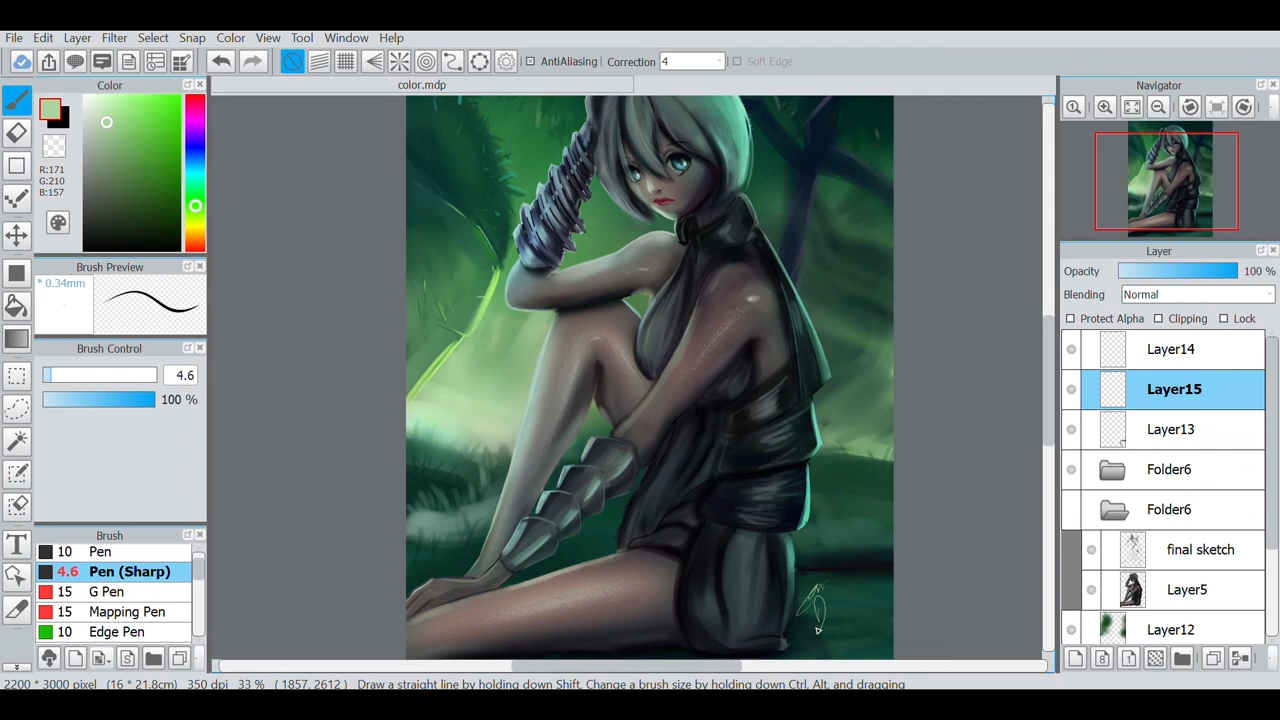 File Edit Layer Filter Select Snap Color View Tool Window Help
AntiAliasing Correction 4 Soft Edge
Color
color.mdp
Navigator
R:171
G:210
B:157
Brush Preview
* 0.34mm
Brush Control
4.6
100 %
Brush
10 Pen
4.6 Pen (Sharp)
15 G Pen
15 Mapping Pen
10 Edge Pen
Layer
Opacity 100 %
Blending Normal
Protect Alpha Clipping Lock
Layer14
Layer15
Layer13
Folder6
Folder6
final sketch
Layer5
Layer12
2200 * 3000 pixel (16 * 21.8cm) 350 dpi 33 % ( 1857, 2612 ) Draw a straight line by holding down Shift, Change a brush size by holding down Ctrl, Alt, and dragging